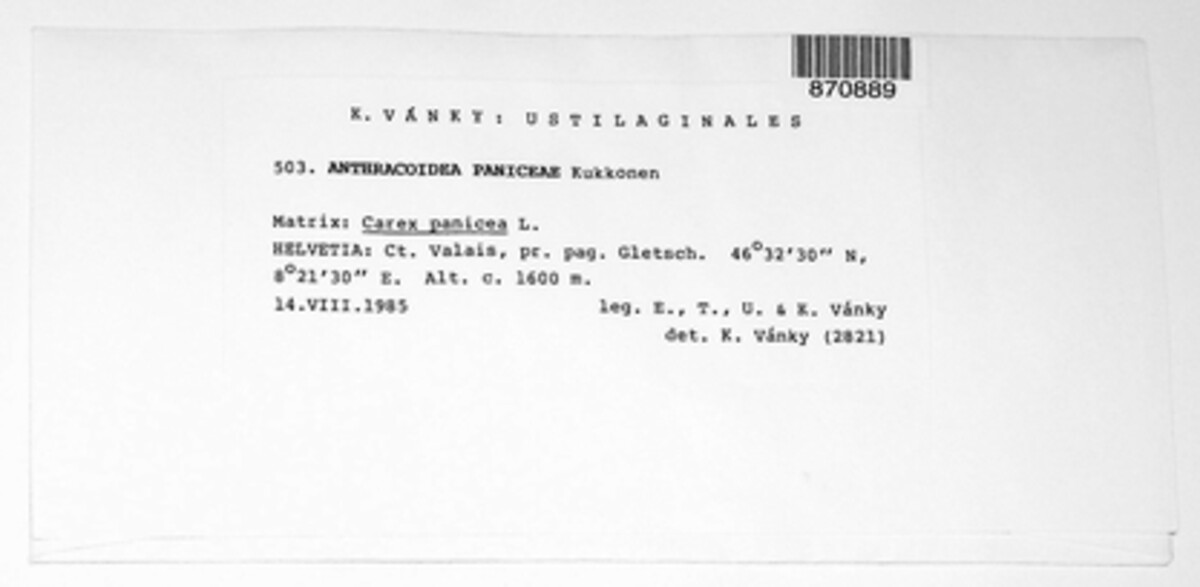 870889
K. VÁNKY: USTILAGINALES
503. ANTHRACOIDEA PANICEAE Kukkonen
Matrix: Carex panicea L.
HELVETIA: Ct. Valais, pr. pag. Gletsch. 46°32'30" N,
8°21'30" E. Alt. c. 1600 m.
14.VIII.1985 leg. E., T., U. & K. Vánky
det. K. Vánky (2821)